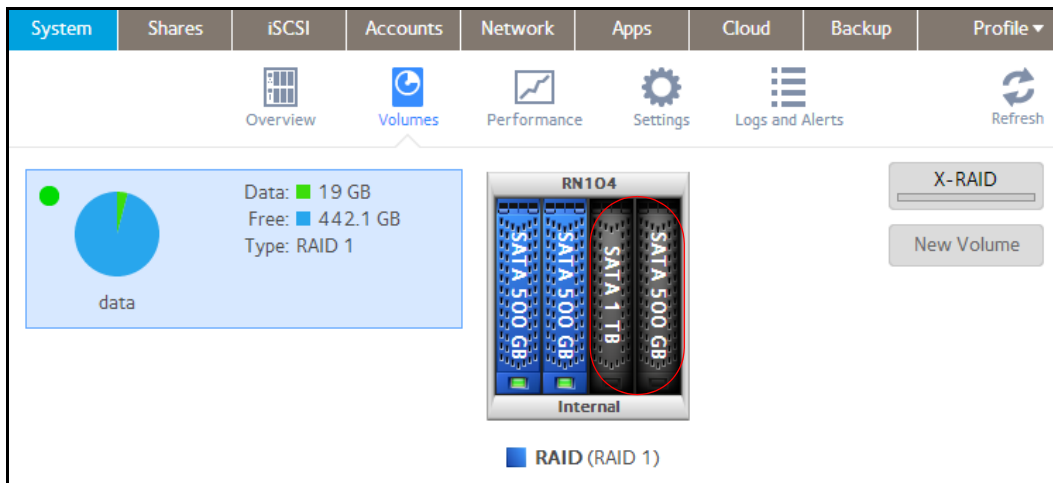 System Shares iSCSI Accounts Network Apps Cloud Backup Profile
Overview Volumes Performance Settings Logs and Alerts Refresh
Data: 19 GB
Free: 442.1 GB
Type: RAID 1
data
RN104
SATA 500 GB
SATA 500 GB
SATA 1 TB
SATA 500 GB
Internal
RAID (RAID 1)
X-RAID
New Volume